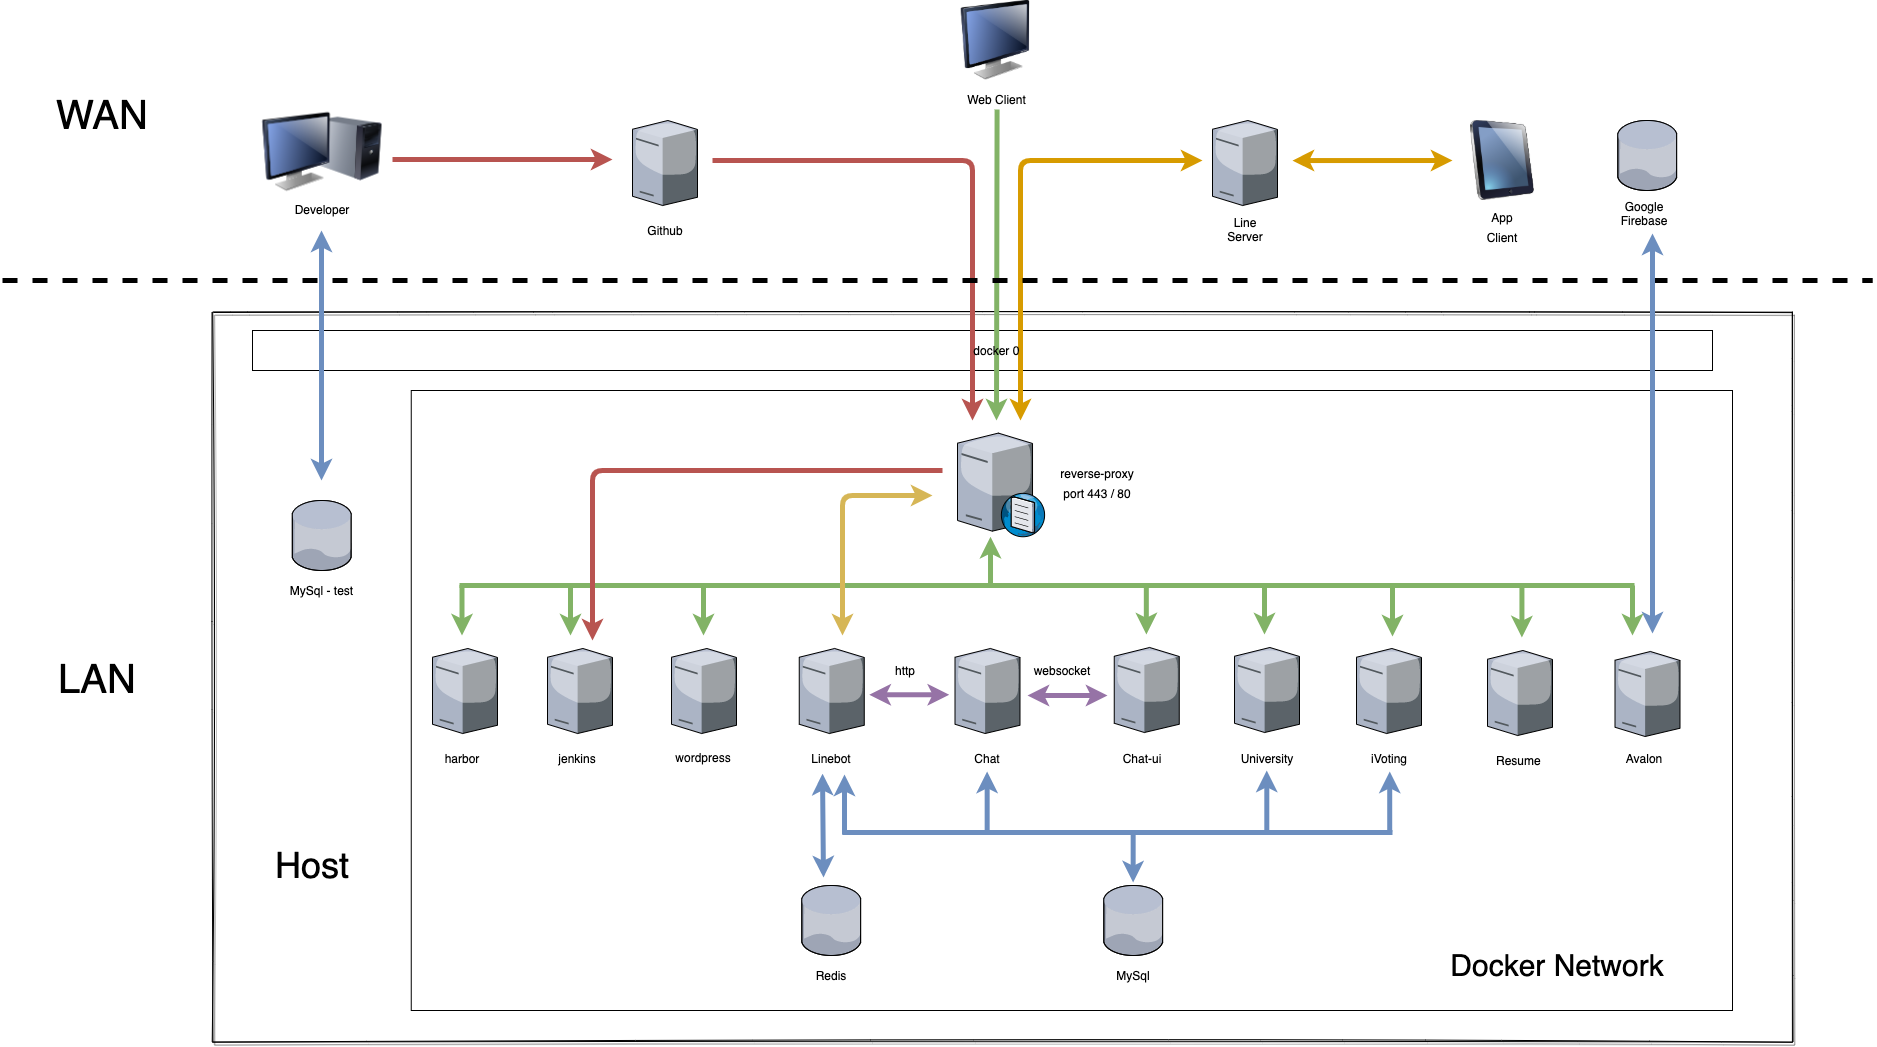 Web Client
WAN
Developer
Github
Line
Server
App
Client
Google
Firebase
docker 0
reverse-proxy
port 443 / 80
MySql - test
LAN
http
websocket
harbor
jenkins
wordpress
Linebot
Chat
Chat-ui
University
iVoting
Resume
Avalon
Host
Redis
MySql
Docker Network